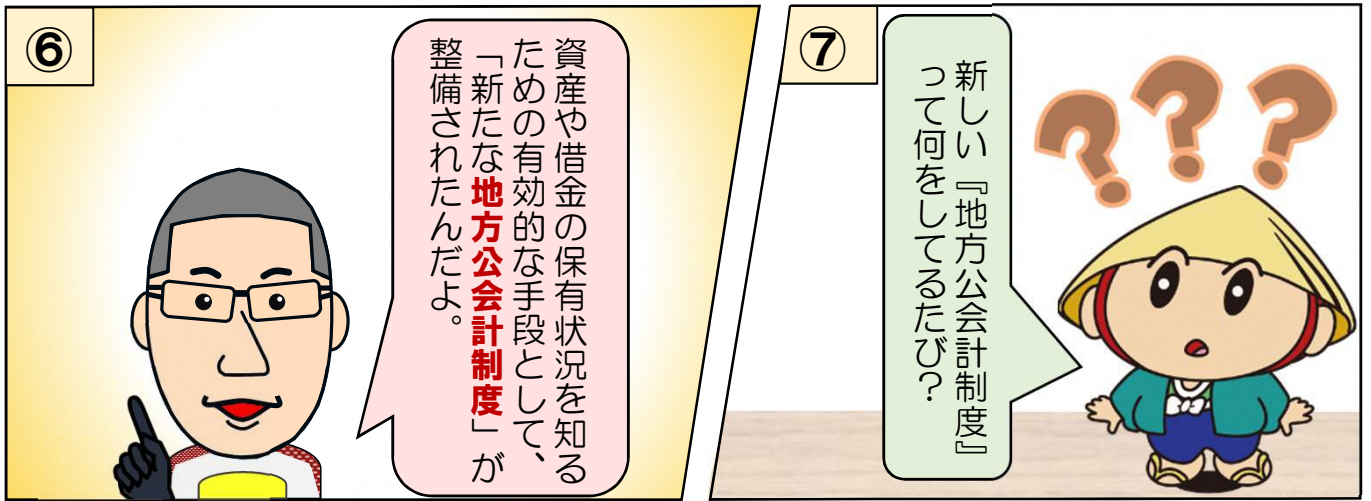 ⑥
資産や借金の保有状況を知る
ための有効的な手段として、
「新たな地方公会計制度」が
整備されたんだよ。
⑦
新しい『地方公会計制度』
って何をしてるたび？
？？？